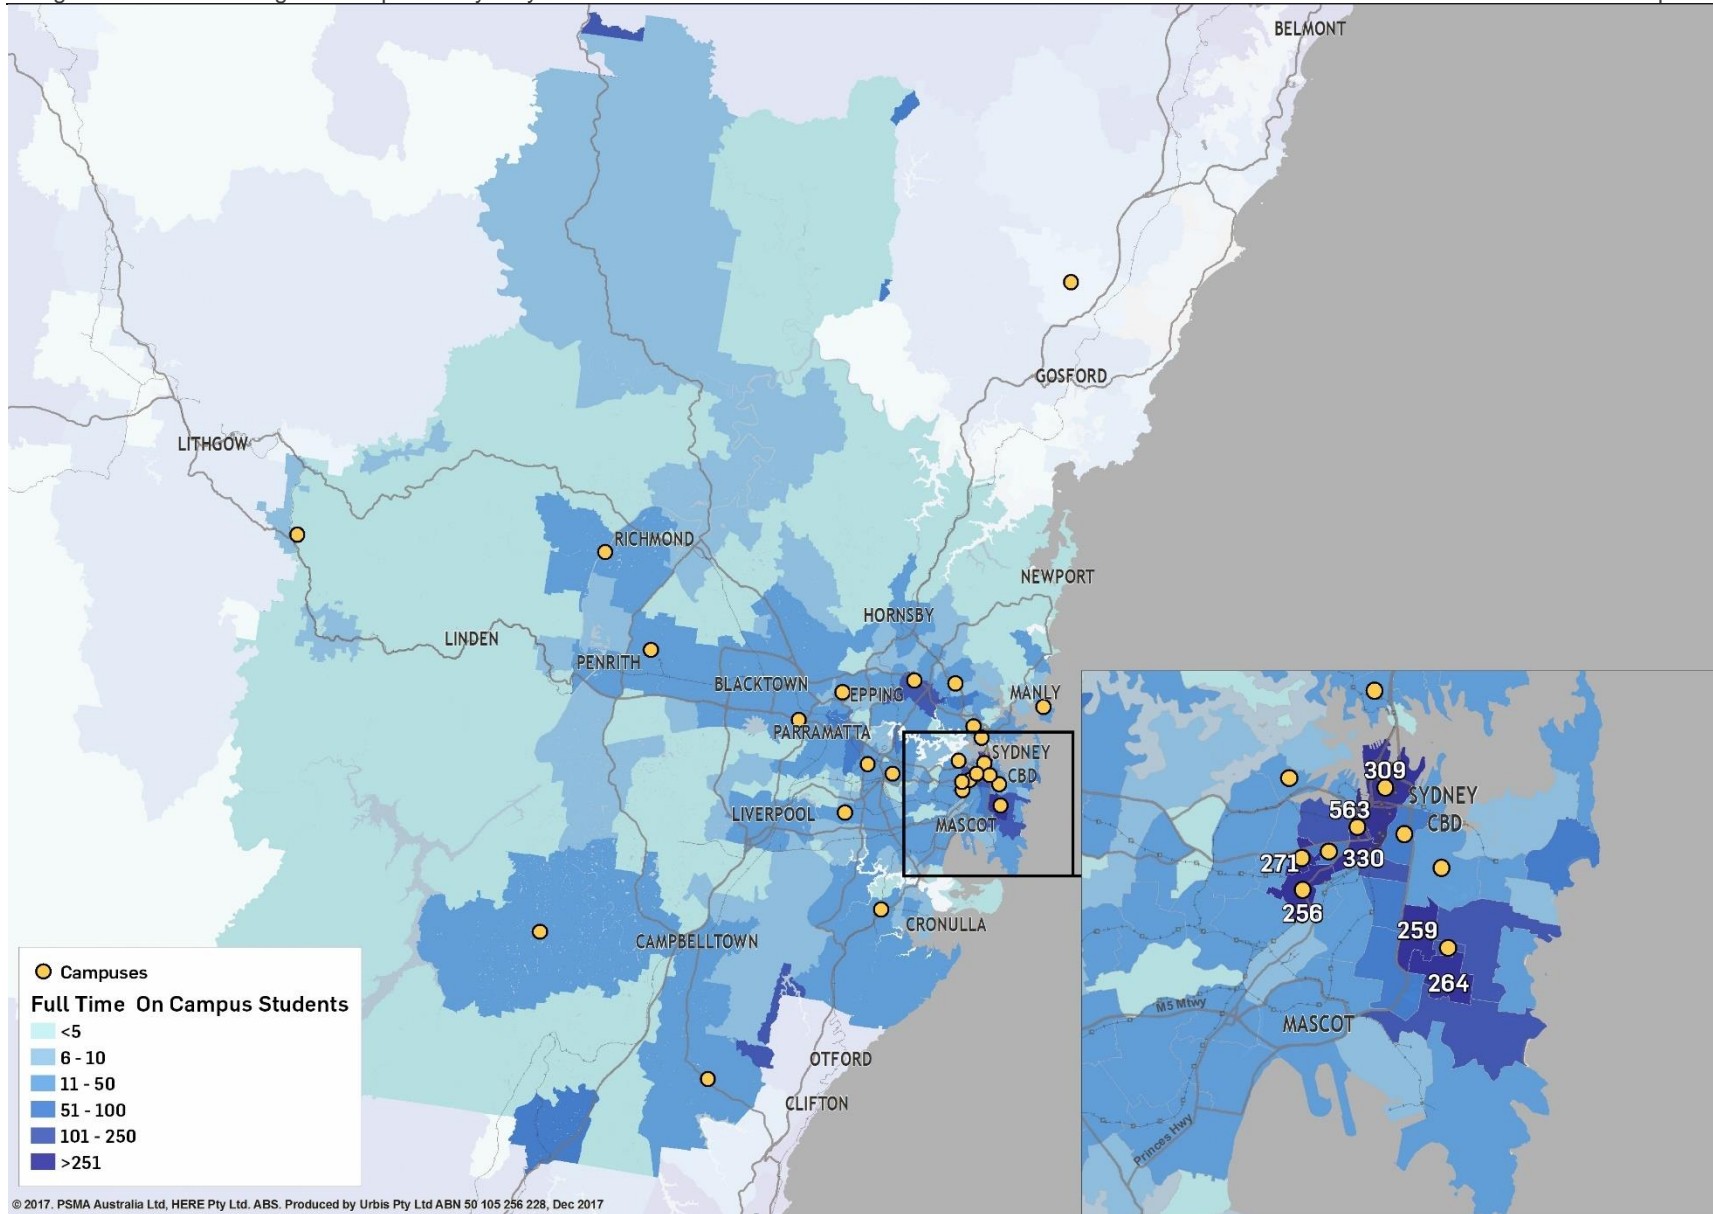 BELMONT
GOSFORD
LITHGOW
RICHMOND
NEWPORT
HORNSBY
LINDEN
PENRITH
BLACKTOWN
EPPING
MANLY
PARRAMATTA
SYDNEY
CBD
LIVERPOOL
MASCOT
CRONULLA
CAMPBELLTOWN
OTFORD
CLIFTON
309
SYDNEY
CBD
563
330
271
256
259
264
M5 Mtwy
MASCOT
Princes Hwy
Campuses
Full Time On Campus Students
<5
6 - 10
11 - 50
51 - 100
101 - 250
>251
© 2017. PSMA Australia Ltd, HERE Pty Ltd. ABS. Produced by Urbis Pty Ltd ABN 50 105 256 228, Dec 2017